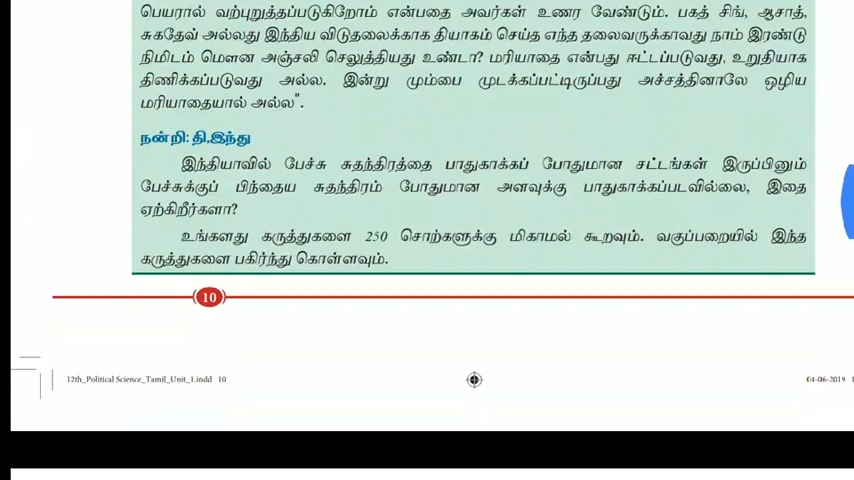 பெயரால் வற்புறுத்தப்படுகிறோம் என்பதை அவர்கள் உணர வேண்டும். பகத் சிங், ஆசாத்,
சுகதேவ் அல்லது இந்திய விடுதலைக்காக தியாகம் செய்த எந்த தலைவருக்காவது நாம் இரண்டு
நிமிடம் மௌன அஞ்சலி செலுத்தியது உண்டா? மரியாதை என்பது ஈட்டப்படுவது, உறுதியாக
திணிக்கப்படுவது அல்ல. இன்று மும்பை முடக்கப்பட்டிருப்பது அச்சத்தினாலே ஒழிய
மரியாதையால் அல்ல".
நன்றி: தி,இந்து
இந்தியாவில் பேச்சு சுதந்திரத்தை பாதுகாக்கப் போதுமான சட்டங்கள் இருப்பினும்
பேச்சுக்குப் பிந்தைய சுதந்திரம் போதுமான அளவுக்கு பாதுகாக்கப்படவில்லை, இதை
ஏற்கிறீர்களா?
உங்களது கருத்துகளை 250 சொற்களுக்கு மிகாமல் கூறவும். வகுப்பறையில் இந்த
கருத்துகளை பகிர்ந்து கொள்ளவும்.
10
12th_Political Science_Tamil_Unit_1.indd 10
04-06-2019 1